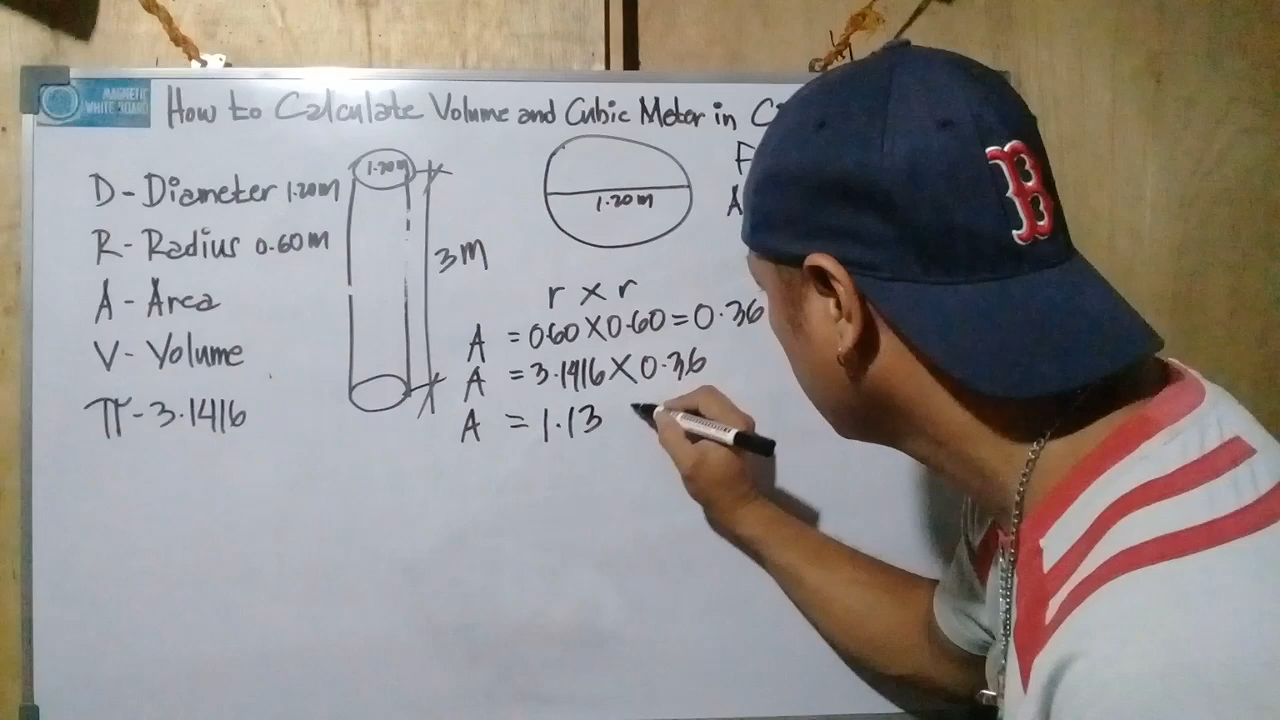 MAGNETIC
WHITE BOARD
How to Calculate Volume and Cubic Meter in
D - Diameter 1.20m
R - Radius 0.60m
A - Area
V - Volume
π - 3.1416
1.20m
3m
1.20m
r x r
A = 0.60 X 0.60 = 0.36
A = 3.1416 X 0.36
A = 1.13
F
A
B